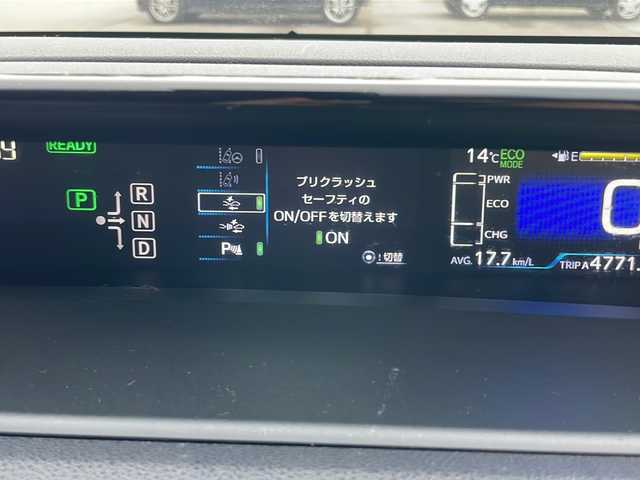 READY
P
R
N
D
プリクラッシュ
セーフティの
ON/OFFを切替えます
ON
:切替
P
14℃ ECO
MODE
E
PWR
ECO
CHG
0
AVG. 17.7 km/L
TRIP A 4771.